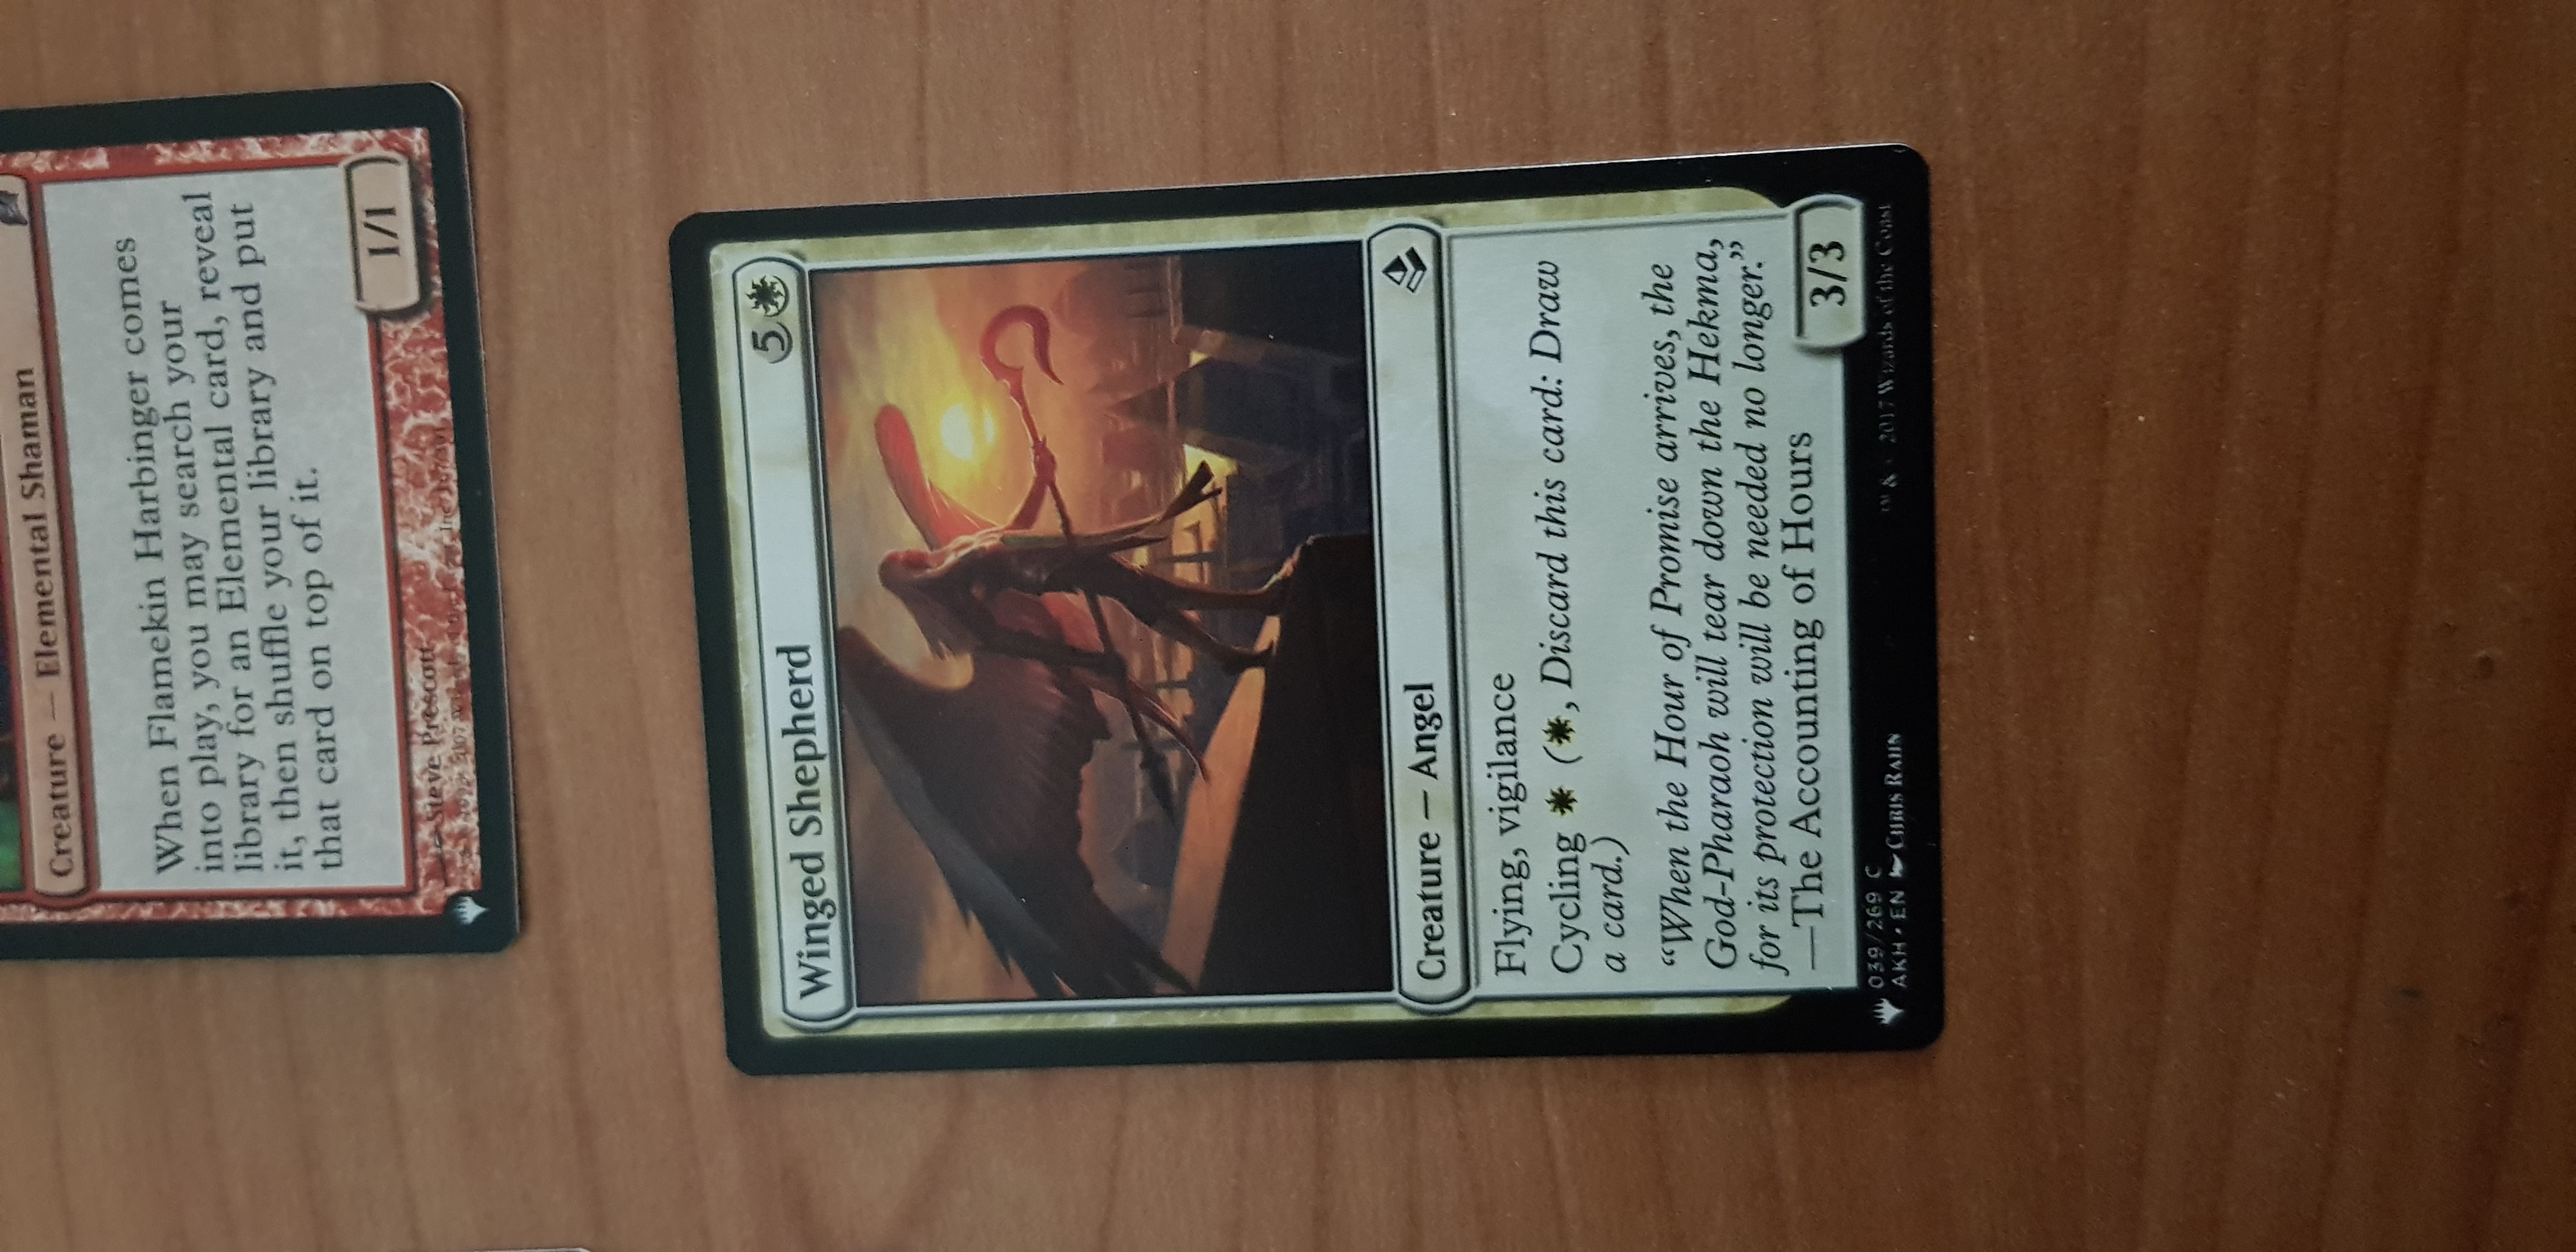 Creature — Elemental Shaman
When Flamekin Harbinger comes
into play, you may search your
library for an Elemental card, reveal
it, then shuffle your library and put
that card on top of it.
1/1
Steve Prescott
Winged Shepherd
5
Creature — Angel
Flying, vigilance
Cycling (, Discard this card: Draw
a card.)
“When the Hour of Promise arrives, the
God-Pharaoh will tear down the Hekma,
for its protection will be needed no longer.”
—The Accounting of Hours
3/3
039/269 C
AKH • EN Chris Rahn
™ & 2017 Wizards of the Coast